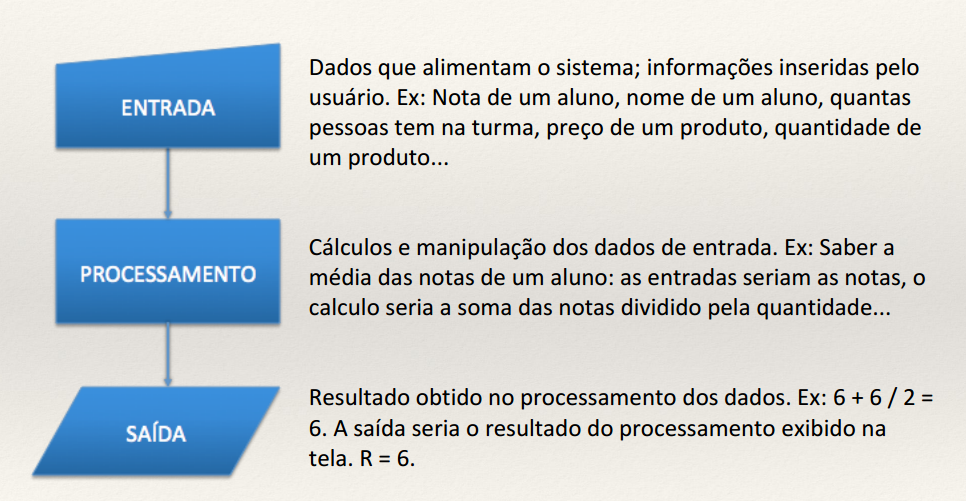 ENTRADA
Dados que alimentam o sistema; informações inseridas pelo
usuário. Ex: Nota de um aluno, nome de um aluno, quantas
pessoas tem na turma, preço de um produto, quantidade de
um produto...
PROCESSAMENTO
Cálculos e manipulação dos dados de entrada. Ex: Saber a
média das notas de um aluno: as entradas seriam as notas, o
calculo seria a soma das notas dividido pela quantidade...
SAÍDA
Resultado obtido no processamento dos dados. Ex: 6 + 6 / 2 =
6. A saída seria o resultado do processamento exibido na
tela. R = 6.